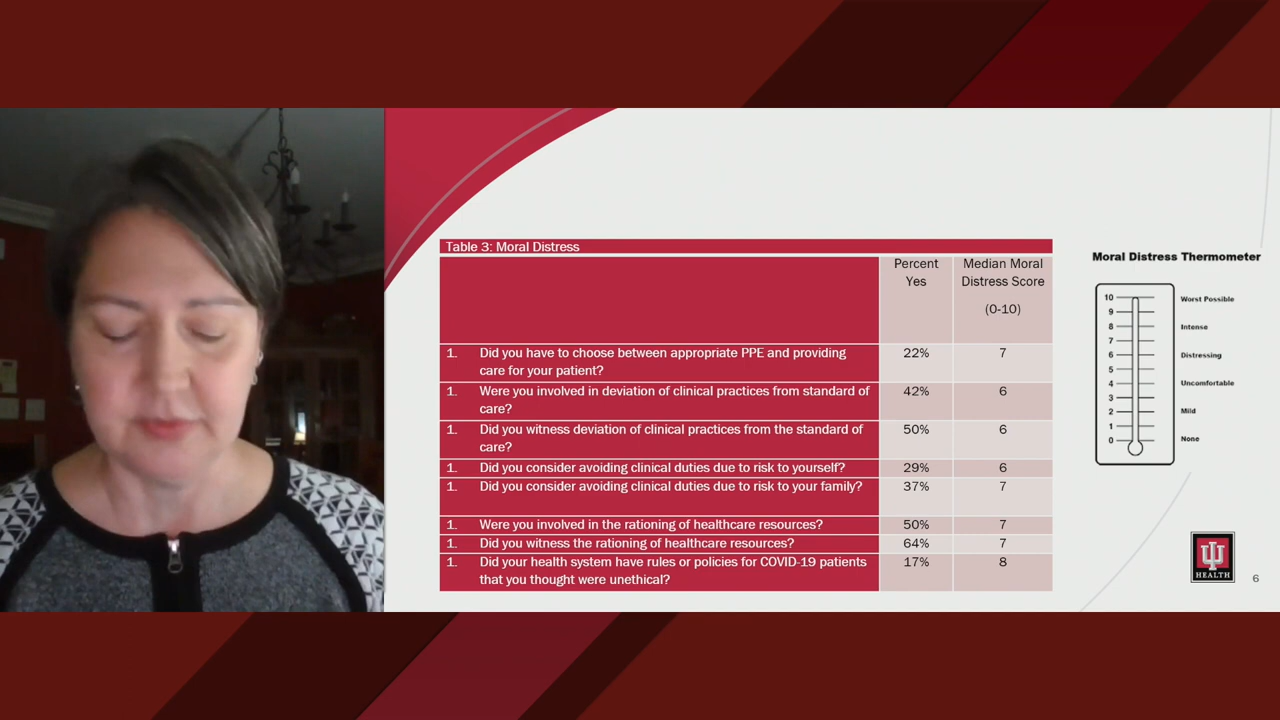 Table 3: Moral Distress
Percent
Yes
Median Moral
Distress Score
(0-10)
1. Did you have to choose between appropriate PPE and providing
care for your patient?
22%
7
1. Were you involved in deviation of clinical practices from standard of
care?
42%
6
1. Did you witness deviation of clinical practices from the standard of
care?
50%
6
1. Did you consider avoiding clinical duties due to risk to yourself?
29%
6
1. Did you consider avoiding clinical duties due to risk to your family?
37%
7
1. Were you involved in the rationing of healthcare resources?
50%
7
1. Did you witness the rationing of healthcare resources?
64%
7
1. Did your health system have rules or policies for COVID-19 patients
that you thought were unethical?
17%
8
Moral Distress Thermometer
10 Worst Possible
9
8 Intense
7
6 Distressing
5
4 Uncomfortable
3
2 Mild
1
0 None
HEALTH
6